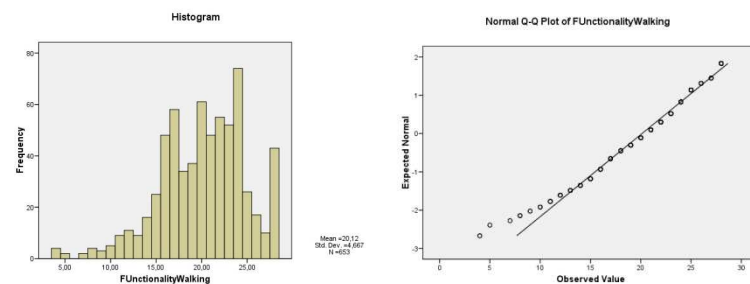 Histogram
80
60
40
20
0
Frequency
5,00
10,00
15,00
20,00
25,00
FUnctionalityWalking
Mean =20,12
Std. Dev. =4,667
N =653
Normal Q-Q Plot of FUnctionalityWalking
2
1
0
-1
-2
-3
Expected Normal
0
5
10
15
20
25
30
Observed Value